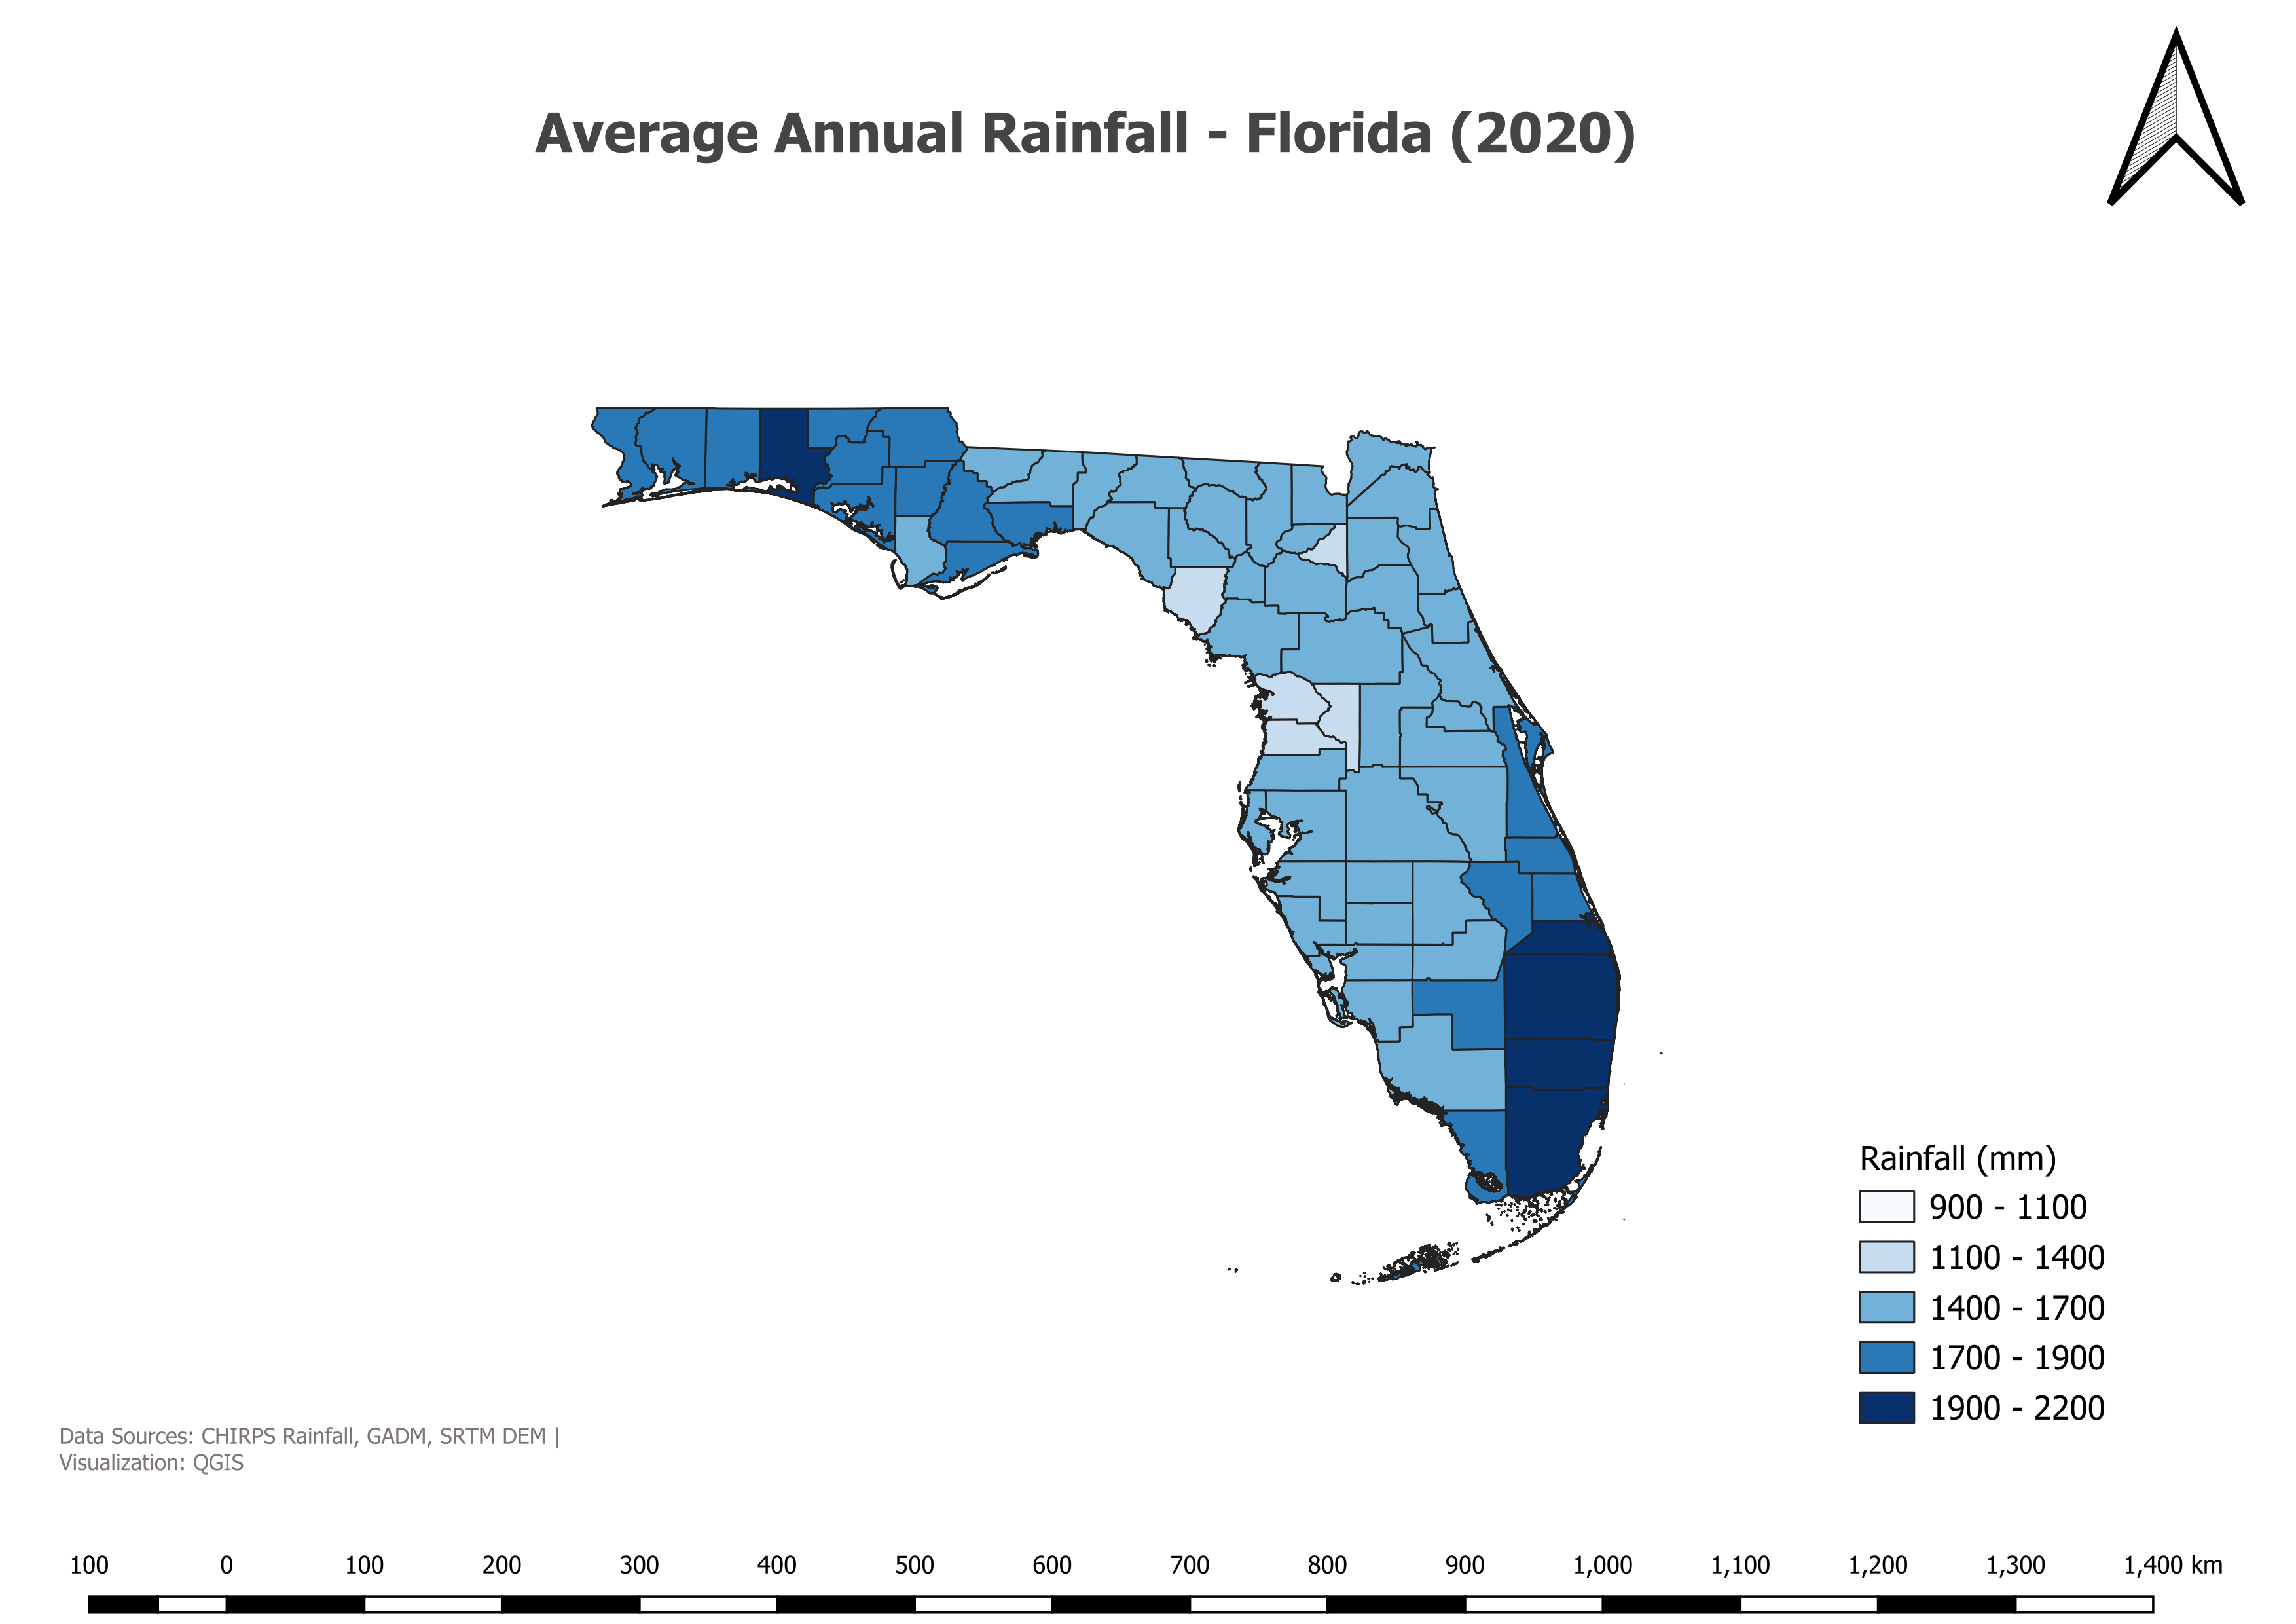 Average Annual Rainfall - Florida (2020)
Rainfall (mm)
900 - 1100
1100 - 1400
1400 - 1700
1700 - 1900
1900 - 2200
Data Sources: CHIRPS Rainfall, GADM, SRTM DEM |
Visualization: QGIS
100 0 100 200 300 400 500 600 700 800 900 1,000 1,100 1,200 1,300 1,400 km